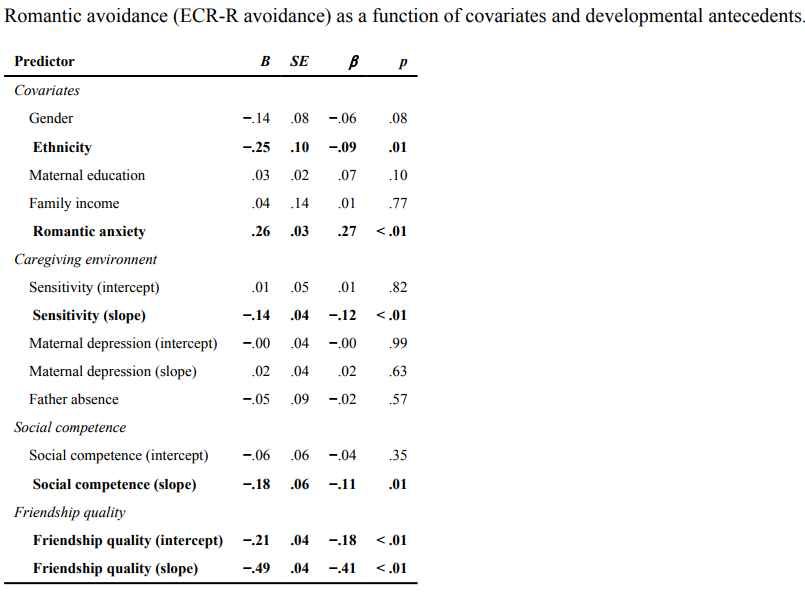 Romantic avoidance (ECR-R avoidance) as a function of covariates and developmental antecedents.
Predictor B SE β p
Covariates
Gender −.14 .08 −.06 .08
Ethnicity −.25 .10 −.09 .01
Maternal education .03 .02 .07 .10
Family income .04 .14 .01 .77
Romantic anxiety .26 .03 .27 < .01
Caregiving environment
Sensitivity (intercept) .01 .05 .01 .82
Sensitivity (slope) −.14 .04 −.12 < .01
Maternal depression (intercept) −.00 .04 −.00 .99
Maternal depression (slope) .02 .04 .02 .63
Father absence −.05 .09 −.02 .57
Social competence
Social competence (intercept) −.06 .06 −.04 .35
Social competence (slope) −.18 .06 −.11 .01
Friendship quality
Friendship quality (intercept) −.21 .04 −.18 < .01
Friendship quality (slope) −.49 .04 −.41 < .01